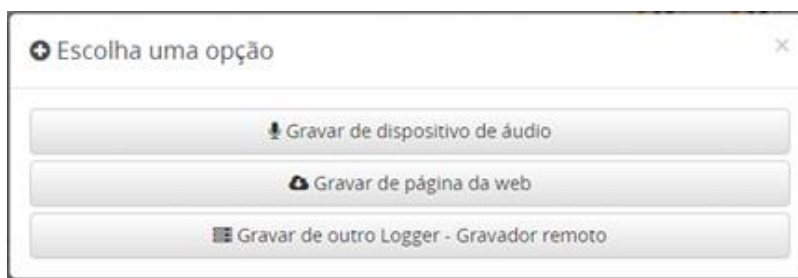 Escolha uma opção
Gravar de dispositivo de áudio
Gravar de página da web
Gravar de outro Logger - Gravador remoto